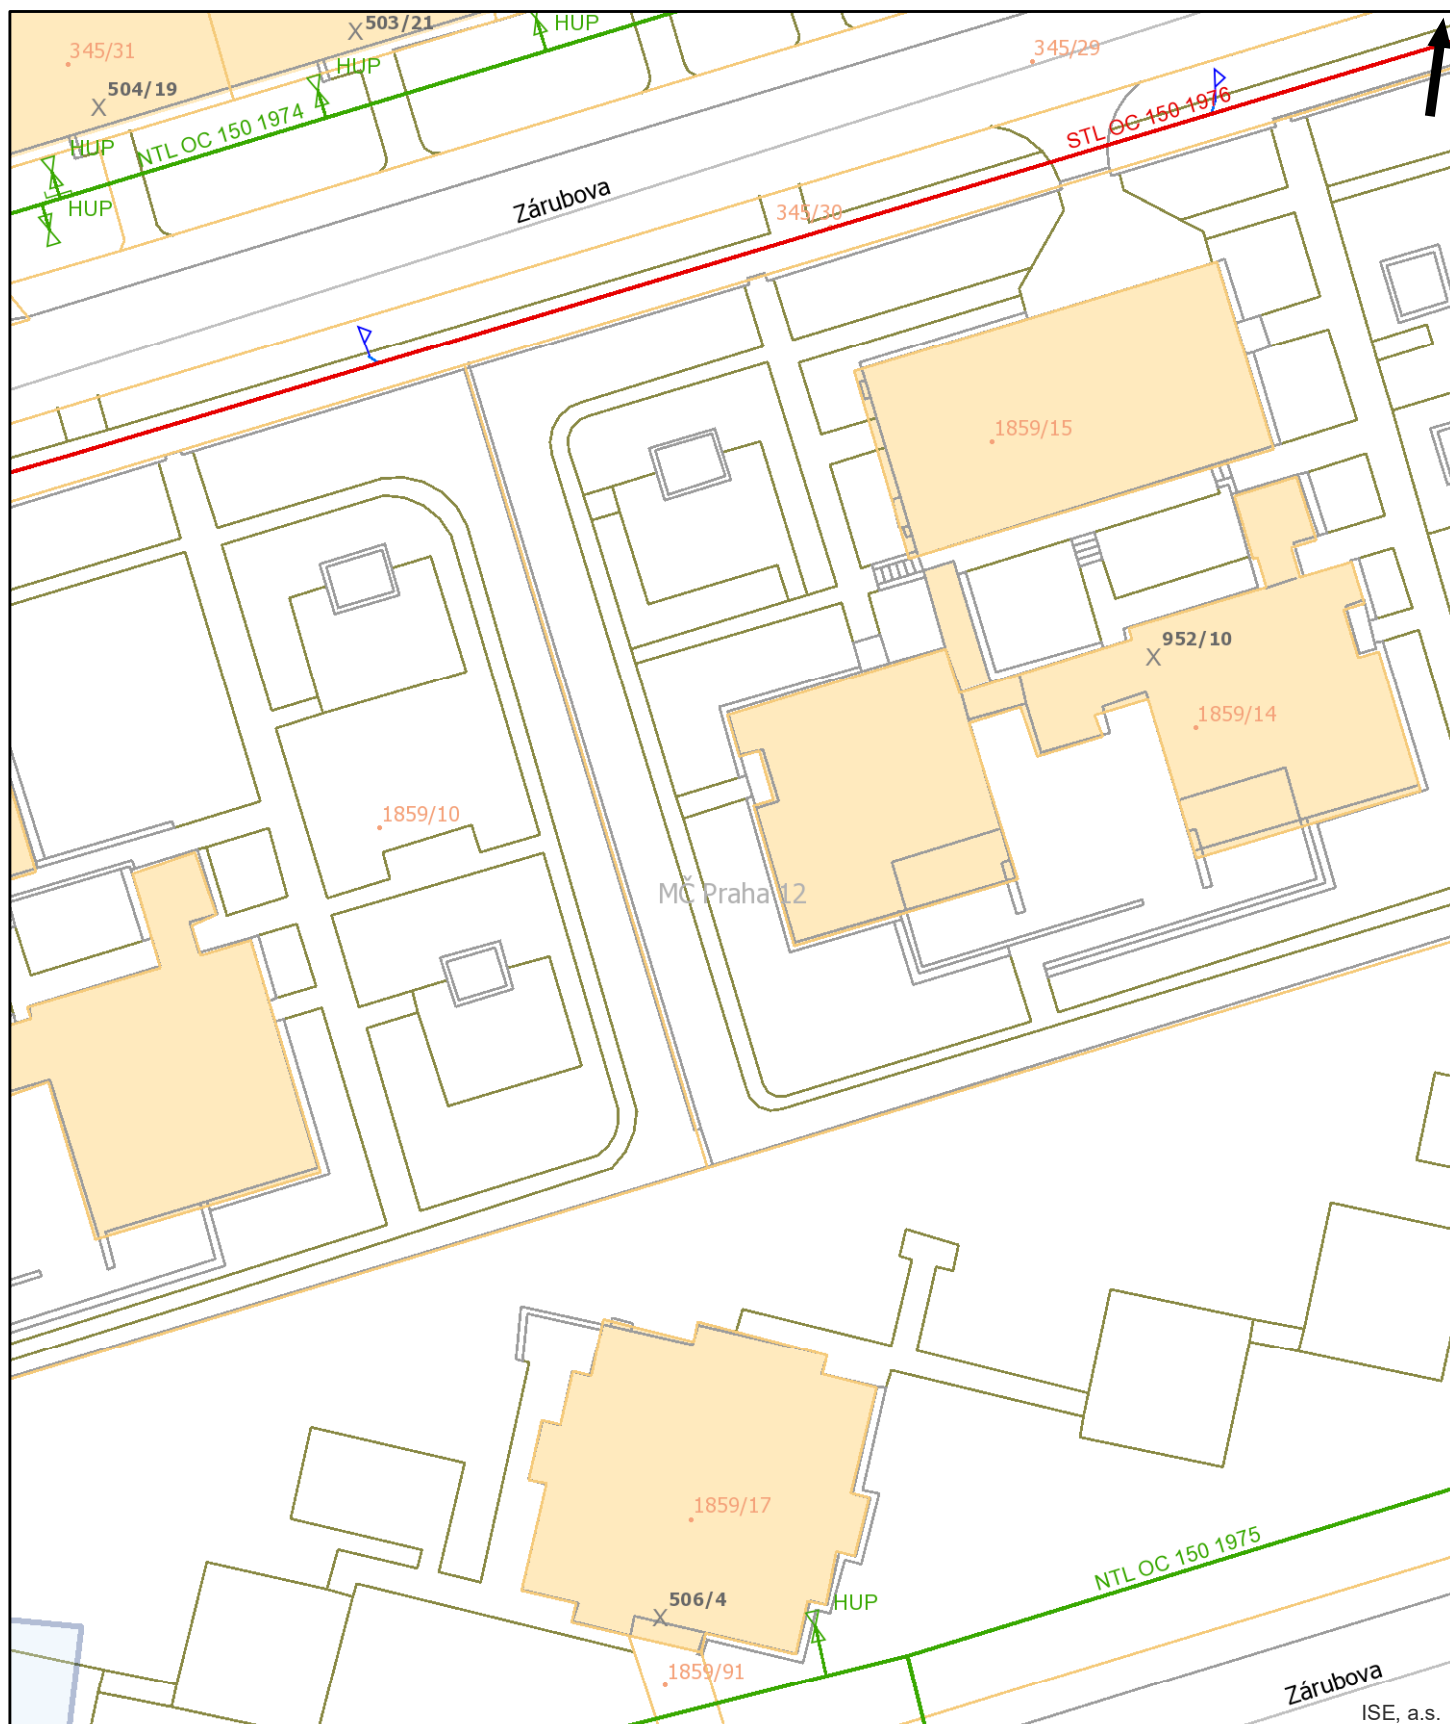 503/21
HUP
345/31
HUP
345/29
504/19
NTL OC 150 1974
STL OC 150 1976
HUP
HUP
Zárubova
345/30
1859/15
952/10
1859/14
1859/10
MČ Praha 12
1859/17
NTL OC 150 1975
506/4
HUP
1859/91
Zárubova
ISE, a.s.